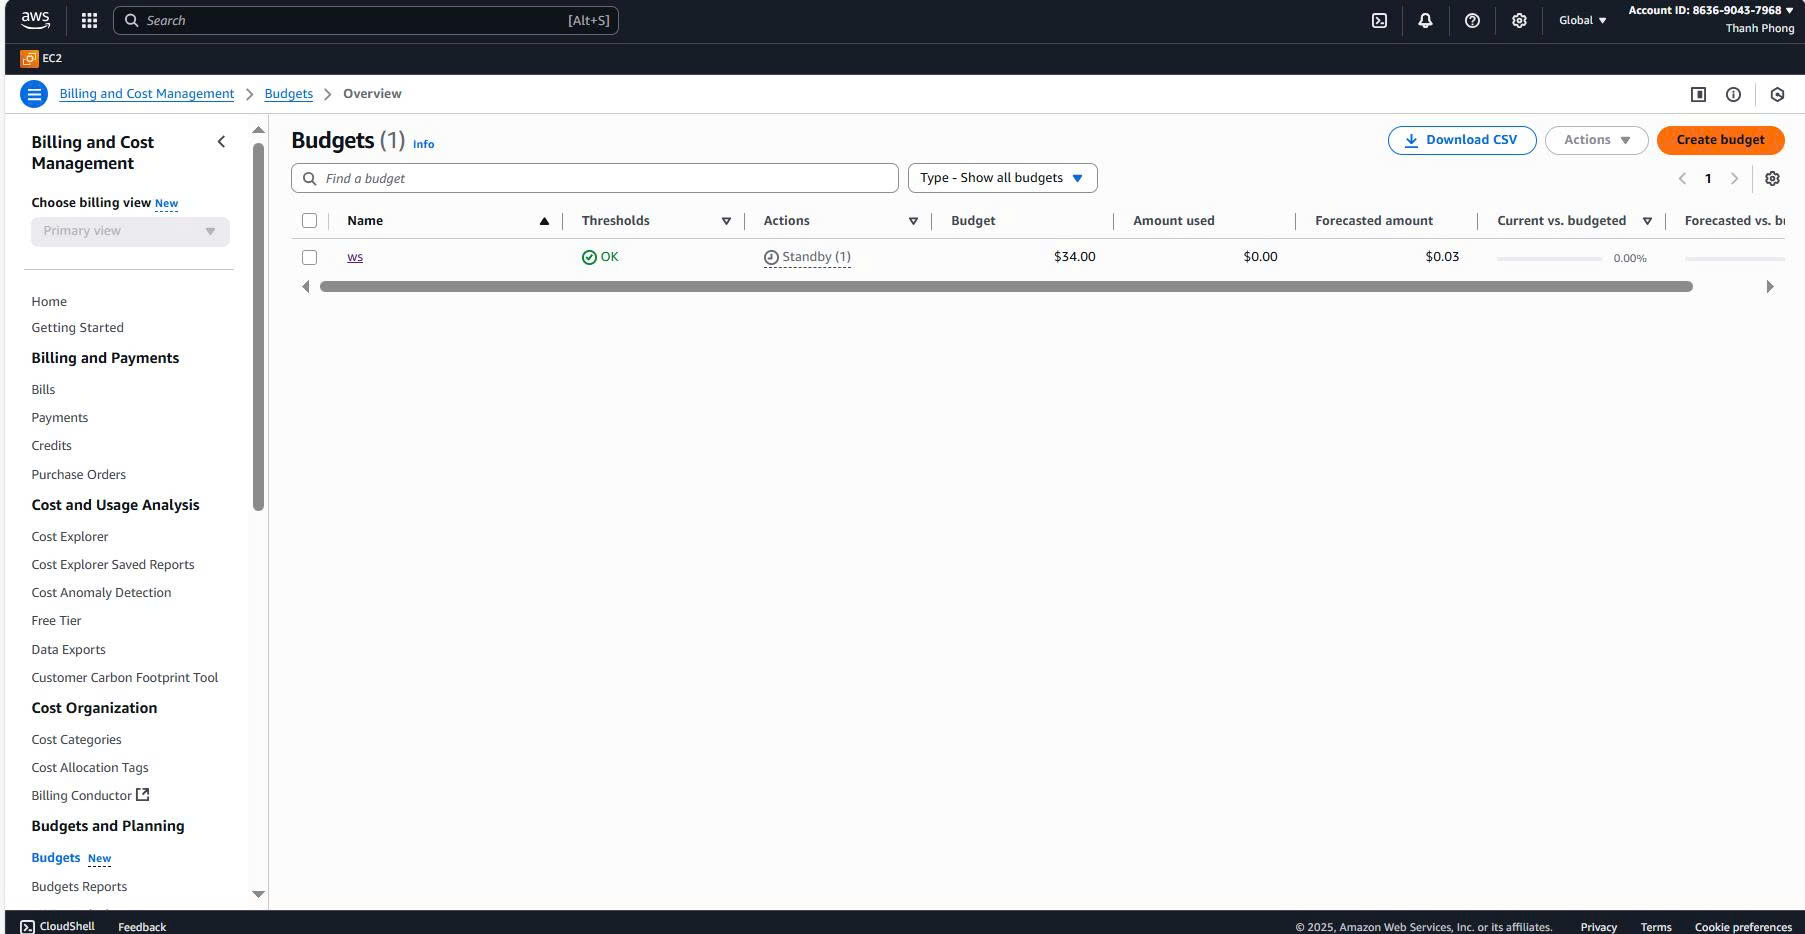 aws
Search [Alt+S]
Global
Account ID: 8636-9043-7968
Thanh Phong
EC2
Billing and Cost Management
Budgets
Overview
Billing and Cost
Management
Choose billing view New
Primary view
Home
Getting Started
Billing and Payments
Bills
Payments
Credits
Purchase Orders
Cost and Usage Analysis
Cost Explorer
Cost Explorer Saved Reports
Cost Anomaly Detection
Free Tier
Data Exports
Customer Carbon Footprint Tool
Cost Organization
Cost Categories
Cost Allocation Tags
Billing Conductor
Budgets and Planning
Budgets New
Budgets Reports
Budgets (1) Info
Download CSV
Actions
Create budget
Find a budget
Type - Show all budgets
1
Name Thresholds Actions Budget Amount used Forecasted amount Current vs. budgeted Forecasted vs.
ws OK Standby (1) $34.00 $0.00 $0.03 0.00%
CloudShell Feedback
© 2025, Amazon Web Services, Inc. or its affiliates. Privacy Terms Cookie preferences